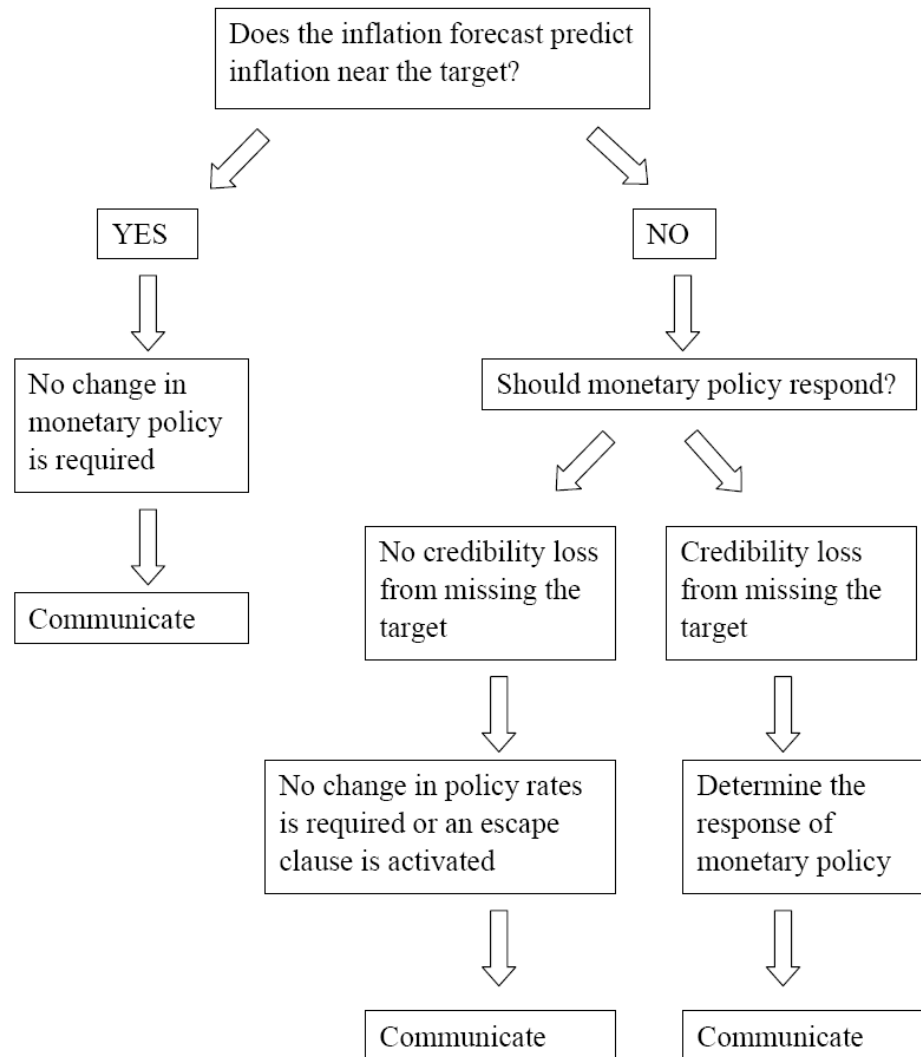 Does the inflation forecast predict
inflation near the target?
YES
NO
No change in
monetary policy
is required
Should monetary policy respond?
Communicate
No credibility loss
from missing the
target
Credibility loss
from missing the
target
No change in policy rates
is required or an escape
clause is activated
Determine the
response of
monetary policy
Communicate
Communicate